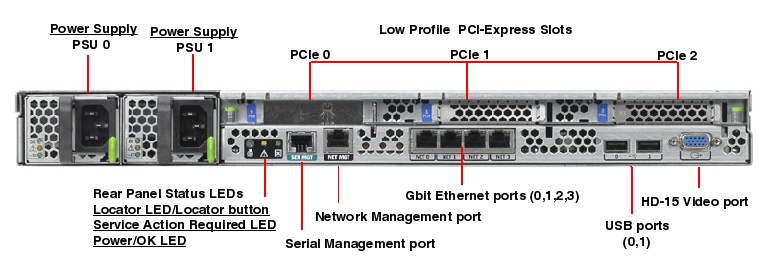 Power Supply
PSU 0
Power Supply
PSU 1
Low Profile PCI-Express Slots
PCIe 0
PCIe 1
PCIe 2
SER MGT
NET MGT
NET 0
NET 1
NET 2
NET 3
0
1
Rear Panel Status LEDs
Locator LED/Locator button
Service Action Required LED
Power/OK LED
Serial Management port
Network Management port
Gbit Ethernet ports (0,1,2,3)
USB ports
(0,1)
HD-15 Video port